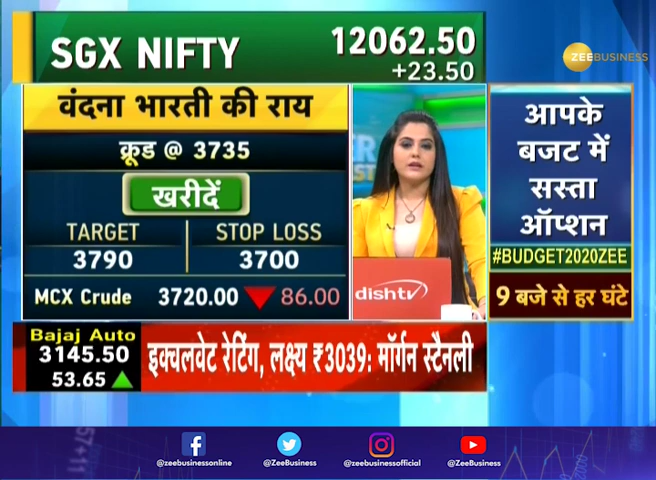 SGX NIFTY
12062.50
+23.50
ZEEBUSINESS
वंदना भारती की राय
क्रूड @ 3735
खरीदें
TARGET
STOP LOSS
3790
3700
MCX Crude 3720.00 ▼ 86.00
dishtv
आपके
बजट में
सस्ता
ऑप्शन
#BUDGET2020ZEE
9 बजे से हर घंटे
Bajaj Auto
3145.50
53.65 ▲
इक्वलवेट रेटिंग, लक्ष्य ₹3039: मॉर्गन स्टैनली
@zeebusinessonline
@ZeeBusiness
@zeebusinessofficial
@ZeeBusiness